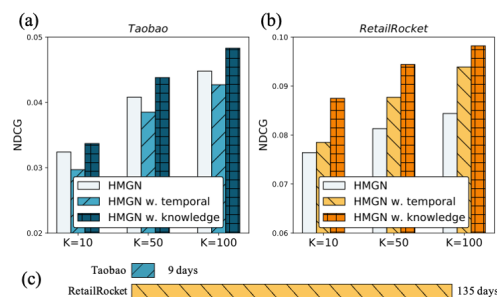 (a)
Taobao
0.05
0.04
0.03
0.02
NDCG
HMGN
HMGN w. temporal
HMGN w. knowledge
K=10
K=50
K=100
(b)
RetailRocket
0.10
0.09
0.08
0.07
0.06
NDCG
HMGN
HMGN w. temporal
HMGN w. knowledge
K=10
K=50
K=100
(c)
Taobao
9 days
RetailRocket
135 days